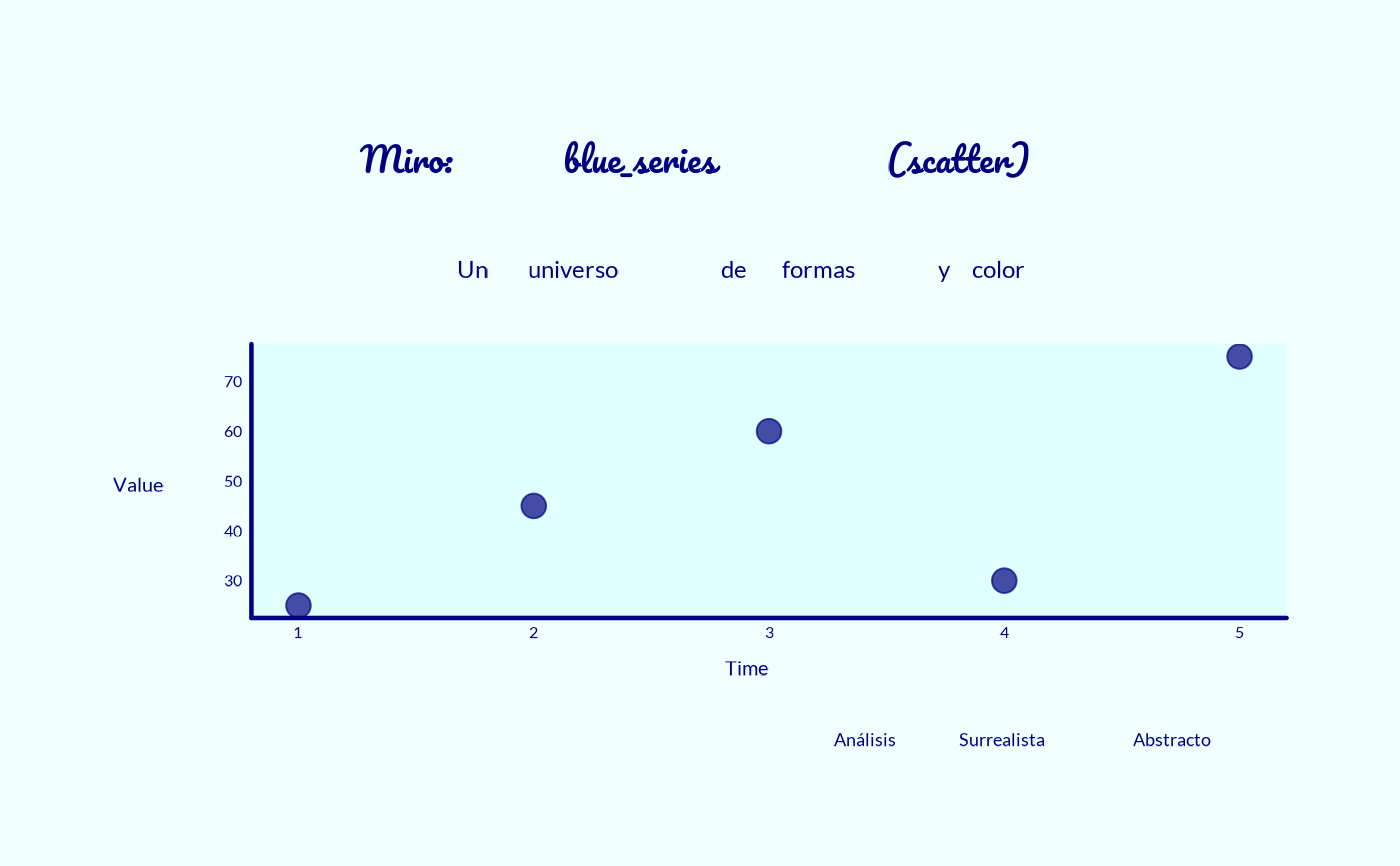 Miro: blue_series (scatter)
Un universo de formas y color
70
60
50
40
30
Value
1 2 3 4 5
Time
Análisis Surrealista Abstracto